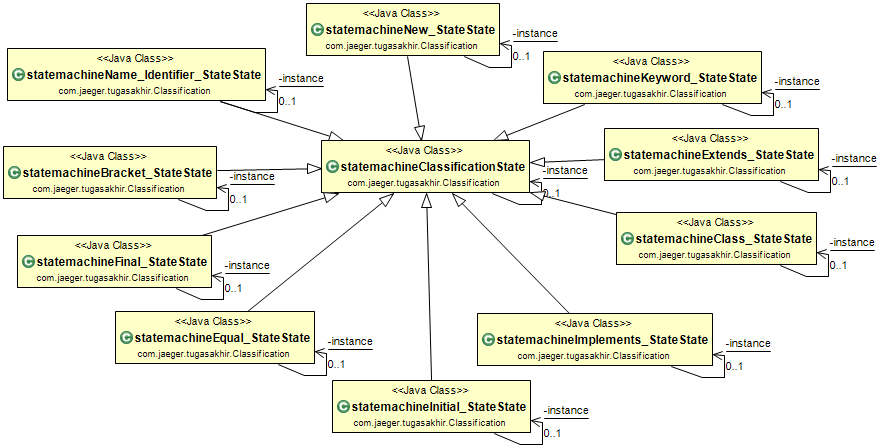 <<Java Class>>
statemachineNew_StateState
com.jaeger.tugasakhir.Classification
-instance
0..1
<<Java Class>>
statemachineName_Identifier_StateState
com.jaeger.tugasakhir.Classification
-instance
0..1
<<Java Class>>
statemachineKeyword_StateState
com.jaeger.tugasakhir.Classification
-instance
0..1
<<Java Class>>
statemachineClassificationState
com.jaeger.tugasakhir.Classification
-instance
0..1
<<Java Class>>
statemachineExtends_StateState
com.jaeger.tugasakhir.Classification
-instance
0..1
<<Java Class>>
statemachineBracket_StateState
com.jaeger.tugasakhir.Classification
-instance
0..1
<<Java Class>>
statemachineClass_StateState
com.jaeger.tugasakhir.Classification
-instance
0..1
<<Java Class>>
statemachineFinal_StateState
com.jaeger.tugasakhir.Classification
-instance
0..1
<<Java Class>>
statemachineEqual_StateState
com.jaeger.tugasakhir.Classification
-instance
0..1
<<Java Class>>
statemachineImplements_StateState
com.jaeger.tugasakhir.Classification
-instance
0..1
<<Java Class>>
statemachineInitial_StateState
com.jaeger.tugasakhir.Classification
-instance
0..1